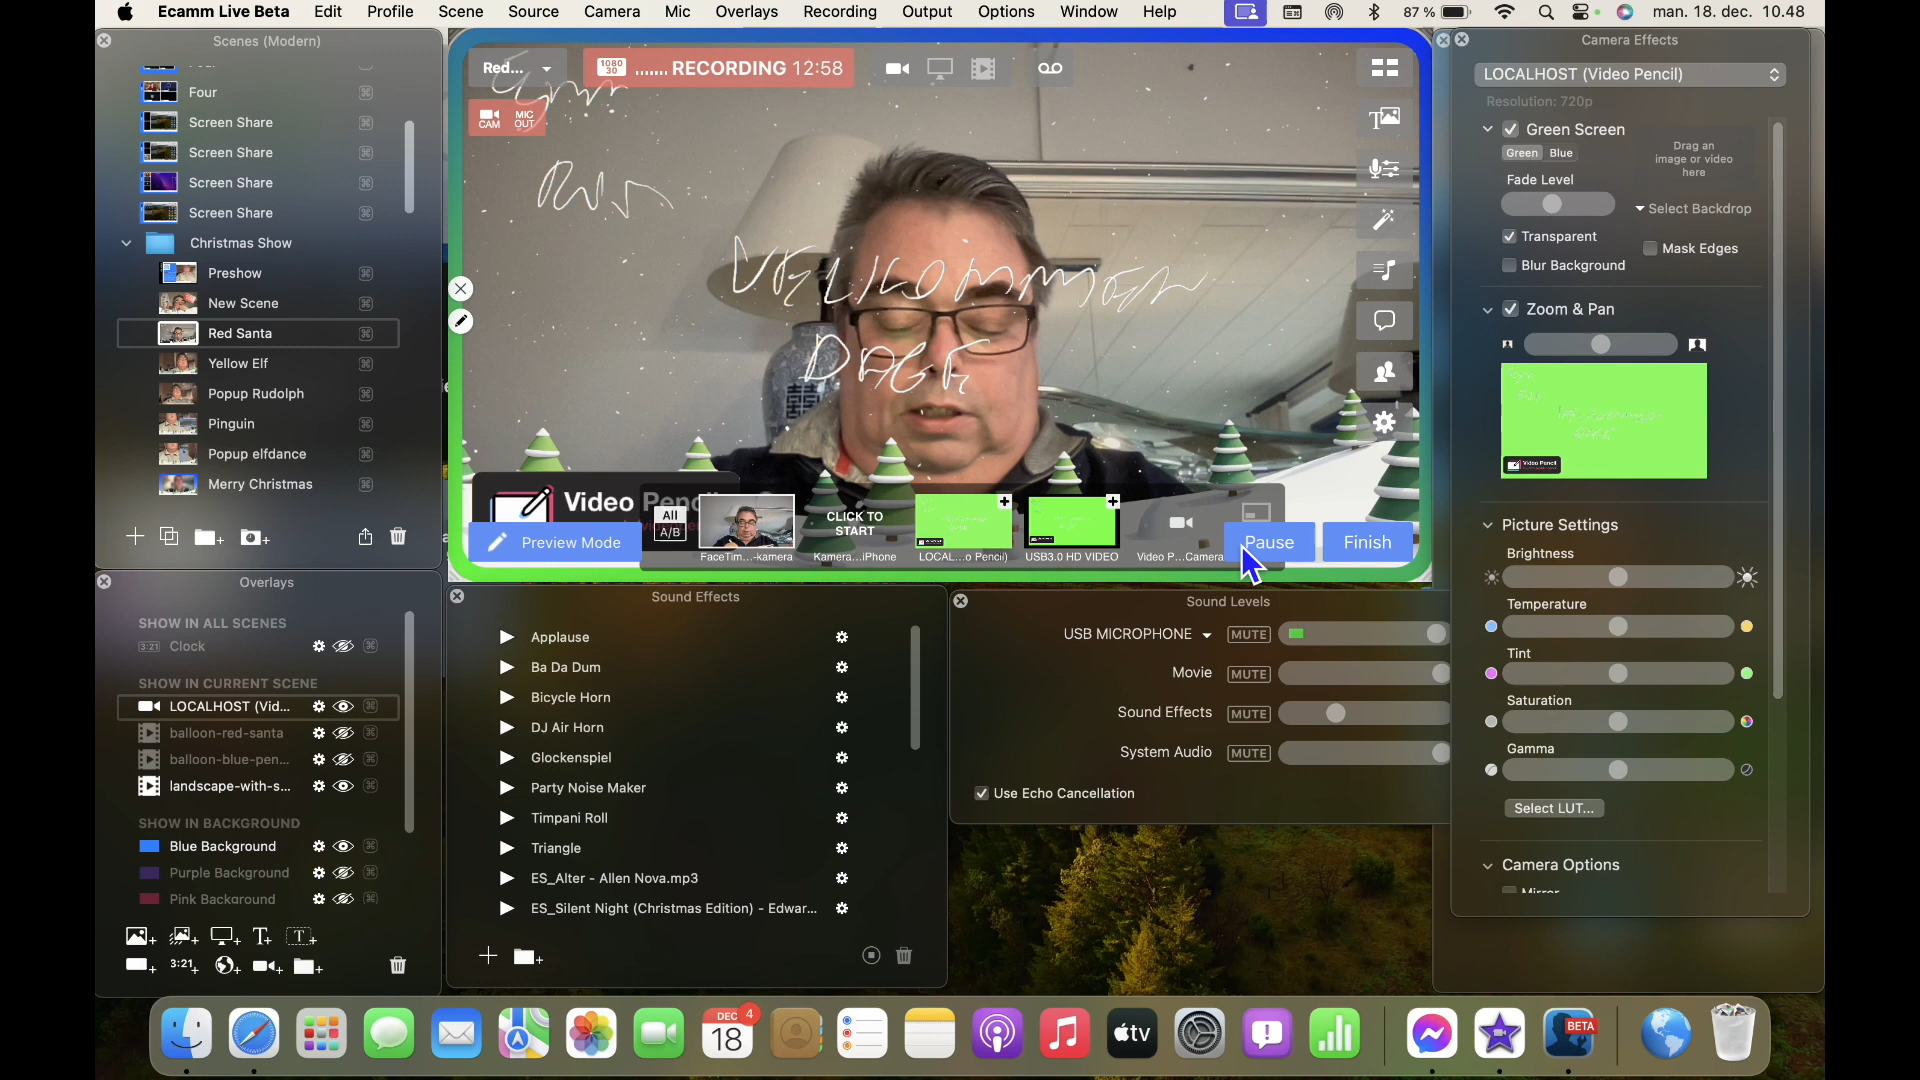 Ecamm Live Beta Edit Profile Scene Source Camera Mic Overlays Recording Output Options Window Help 87 % man. 18. dec. 10.48
Scenes (Modern)
Four
Screen Share
Screen Share
Screen Share
Screen Share
Christmas Show
Preshow
New Scene
Red Santa
Yellow Elf
Popup Rudolph
Pinguin
Popup elfdance
Merry Christmas
Overlays
SHOW IN ALL SCENES
3:21 Clock
SHOW IN CURRENT SCENE
LOCALHOST (Vid...
balloon-red-santa
balloon-blue-pen...
landscape-with-s...
SHOW IN BACKGROUND
Blue Background
Purple Background
Pink Background
3:21+
Red...
1080
30
RECORDING 12:58
CAM
MIC
OUT
VELKOMMEN
Video Pencil
Preview Mode
All
A/B
FaceTim...-kamera
CLICK TO
START
Kamera...iPhone
LOCAL...o Pencil)
USB3.0 HD VIDEO
Video P...Camera
Pause
Finish
Sound Effects
Applause
Ba Da Dum
Bicycle Horn
DJ Air Horn
Glockenspiel
Party Noise Maker
Timpani Roll
Triangle
ES_Alter - Allen Nova.mp3
ES_Silent Night (Christmas Edition) - Edwar...
Sound Levels
USB MICROPHONE MUTE
Movie MUTE
Sound Effects MUTE
System Audio MUTE
Use Echo Cancellation
Camera Effects
LOCALHOST (Video Pencil)
Resolution: 720p
Green Screen
Green Blue
Drag an
image or video
here
Fade Level
Select Backdrop
Transparent
Mask Edges
Blur Background
Zoom & Pan
Video Pencil
Picture Settings
Brightness
Temperature
Tint
Saturation
Gamma
Select LUT...
Camera Options
Mirror
DEC
4
18
tv
BETA